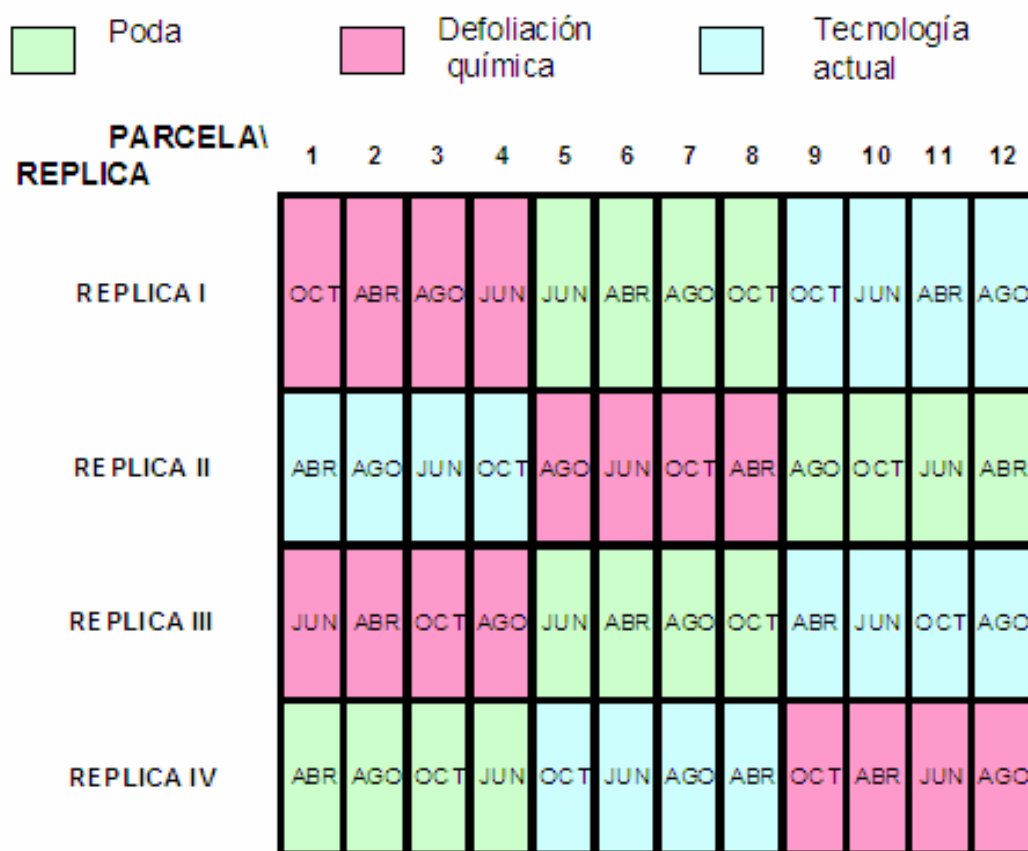 Poda
Defoliación
química
Tecnología
actual
PARCELA\
REPLICA
1 2 3 4 5 6 7 8 9 10 11 12
REPLICA I OCT ABR AGO JUN JUN ABR AGO OCT OCT JUN ABR AGO
REPLICA II ABR AGO JUN OCT AGO JUN OCT ABR AGO OCT JUN ABR
REPLICA III JUN ABR OCT AGO JUN ABR AGO OCT ABR JUN OCT AGO
REPLICA IV ABR AGO OCT JUN OCT JUN AGO ABR OCT ABR JUN AGO